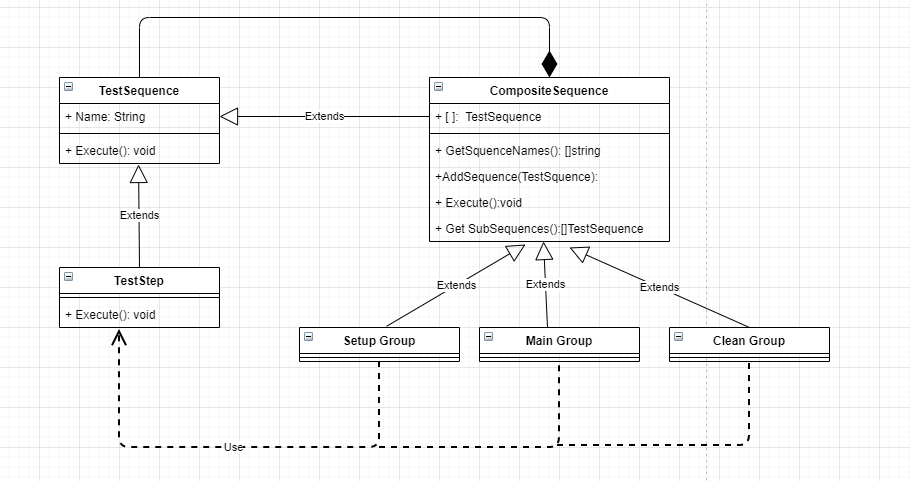 TestSequence
+ Name: String
+ Execute(): void
CompositeSequence
+ [ ]:  TestSequence
+ GetSquenceNames(): []string
+AddSequence(TestSquence):
+ Execute():void
+ Get SubSequences():[]TestSequence
Extends
Extends
TestStep
+ Execute(): void
Extends
Extends
Extends
Setup Group
Main Group
Clean Group
Use